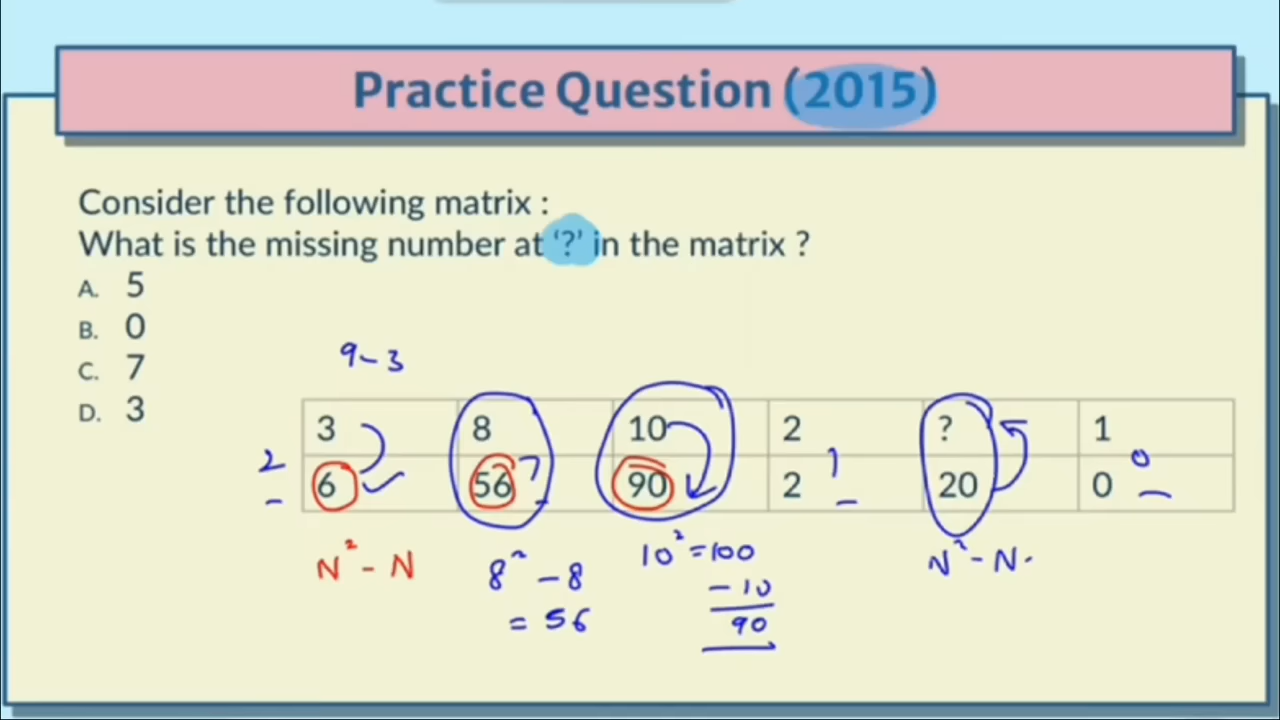 Practice Question (2015)
Consider the following matrix :
What is the missing number at ‘?’ in the matrix ?
A. 5
B. 0
C. 7
D. 3
9-3
3 8 10 2 ? 1
2 7 1 0
6 56 90 2 20 0
N² - N
8² - 8
= 56
10² = 100
- 10
90
N² - N.